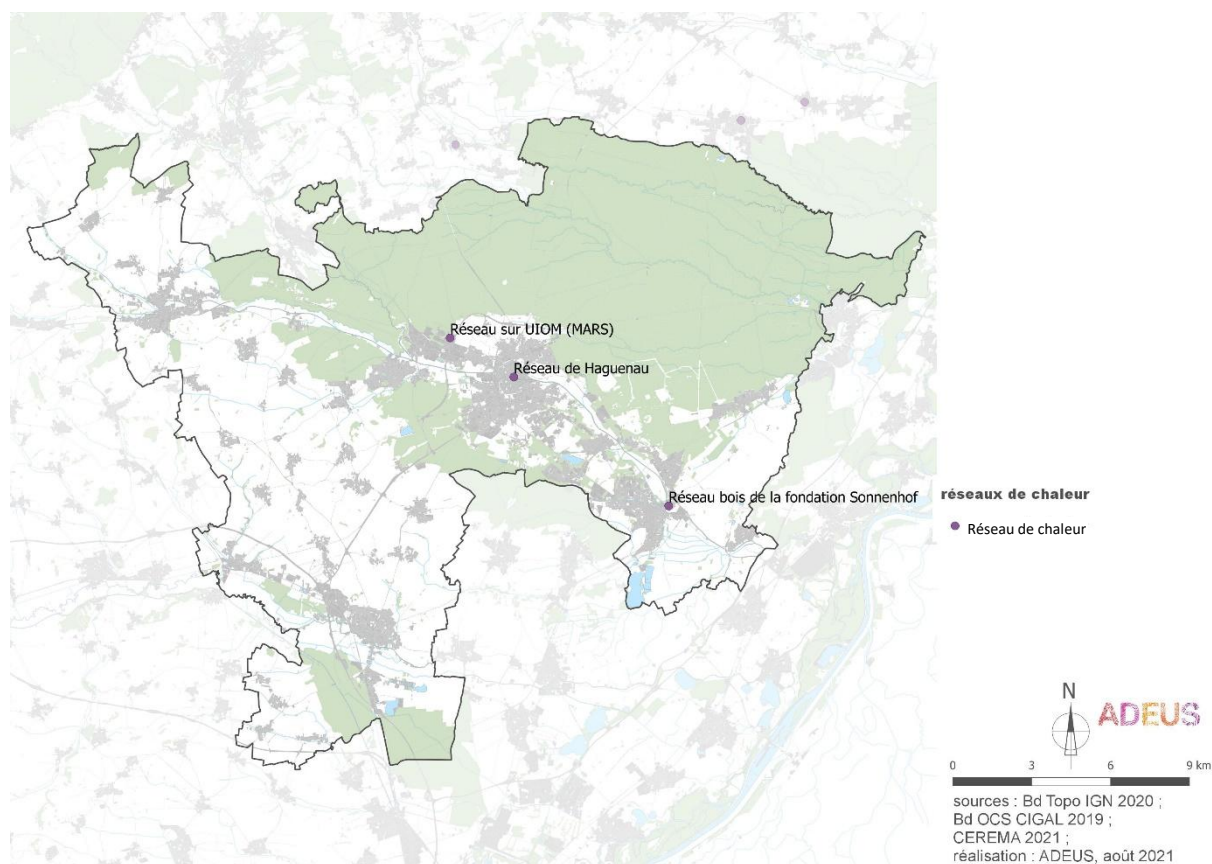 Réseau sur UIOM (MARS)
Réseau de Haguenau
Réseau bois de la fondation Sonnenhof
réseaux de chaleur
Réseau de chaleur
N
ADEUS
0 3 6 9 km
sources : Bd Topo IGN 2020 ;
Bd OCS CIGAL 2019 ;
CEREMA 2021 ;
réalisation : ADEUS, août 2021